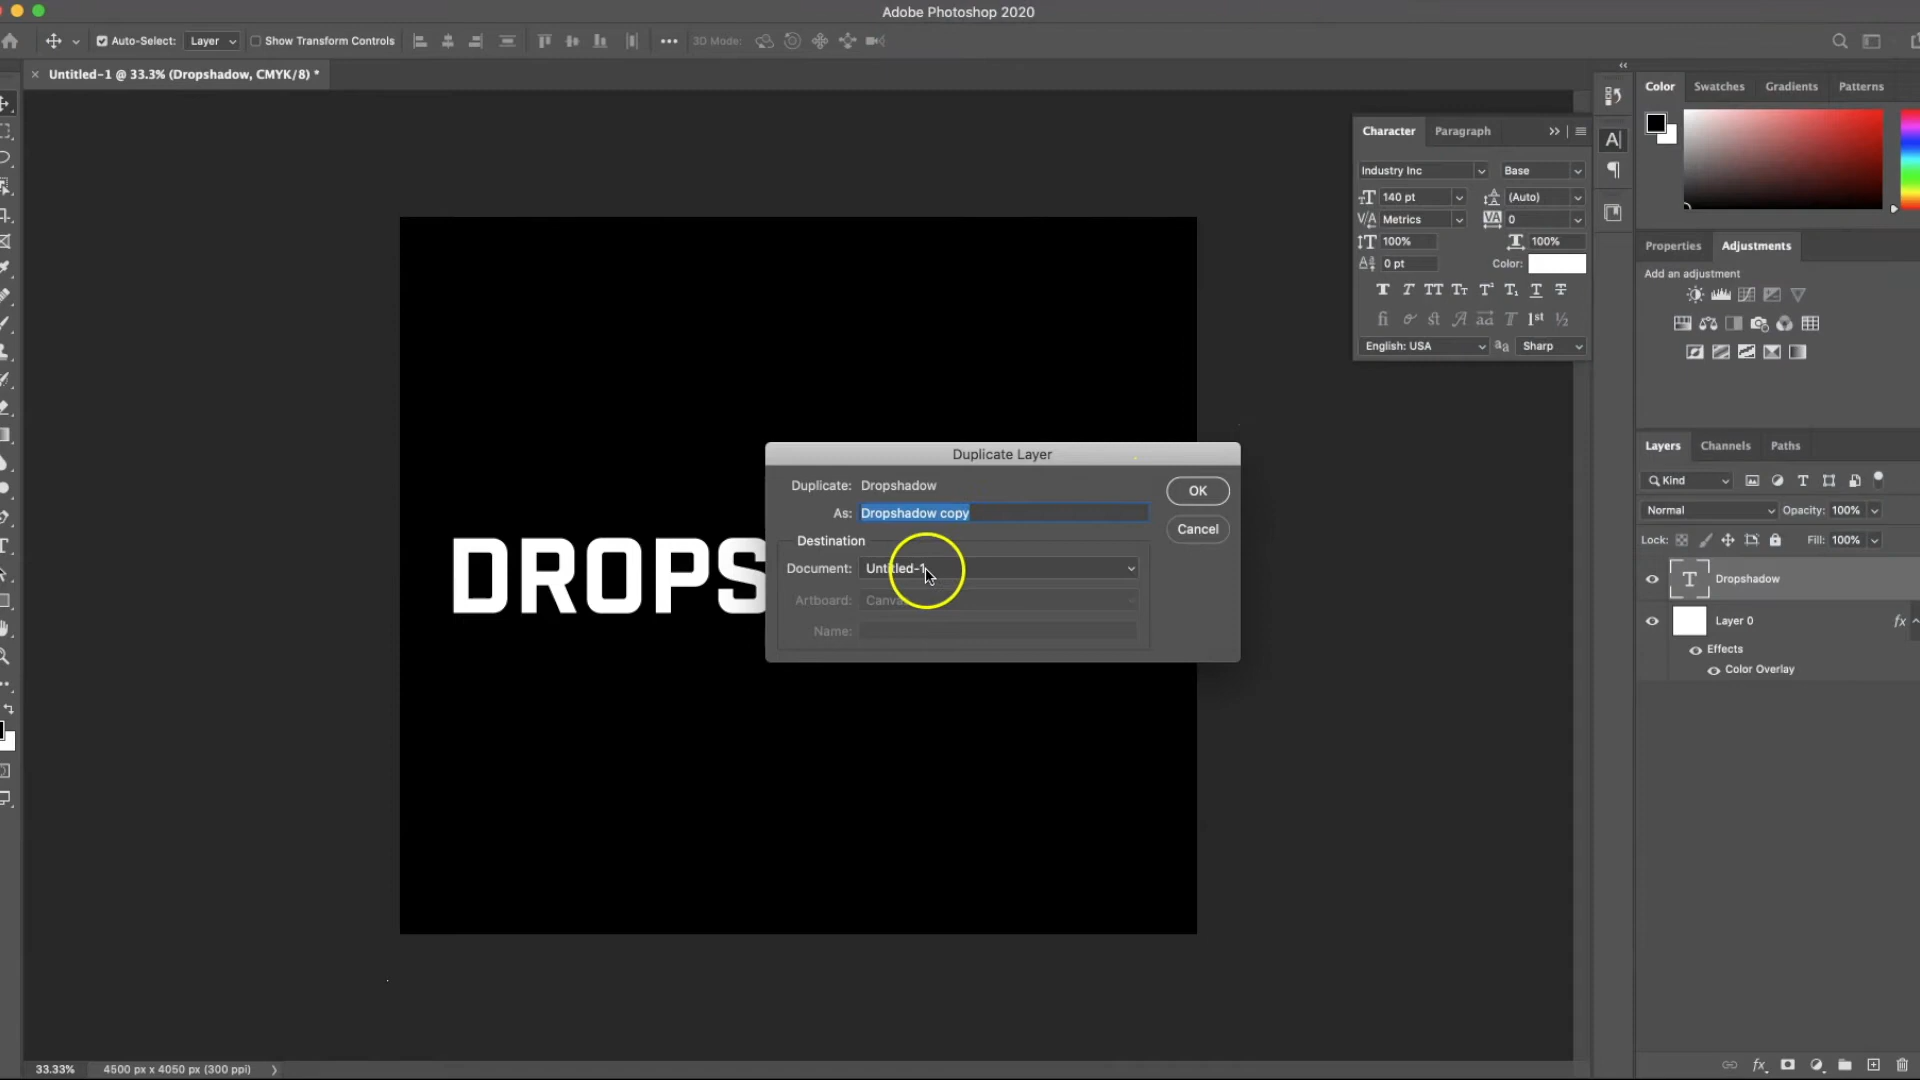 Adobe Photoshop 2020
Auto-Select: Layer Show Transform Controls 3D Mode:
Untitled-1 @ 33.3% (Dropshadow, CMYK/8) *
Color Swatches Gradients Patterns
Character Paragraph
Industry Inc Base
140 pt (Auto)
Metrics 0
100% 100%
0 pt Color:
English: USA Sharp
Properties Adjustments
Add an adjustment
DROPS
Duplicate Layer
Duplicate: Dropshadow
As: Dropshadow copy
OK
Cancel
Destination
Document: Untitled-1
Artboard: Canvas
Name:
Layers Channels Paths
Kind
Normal Opacity: 100%
Lock: Fill: 100%
Dropshadow
Layer 0 fx
Effects
Color Overlay
33.33% 4500 px x 4050 px (300 ppi)